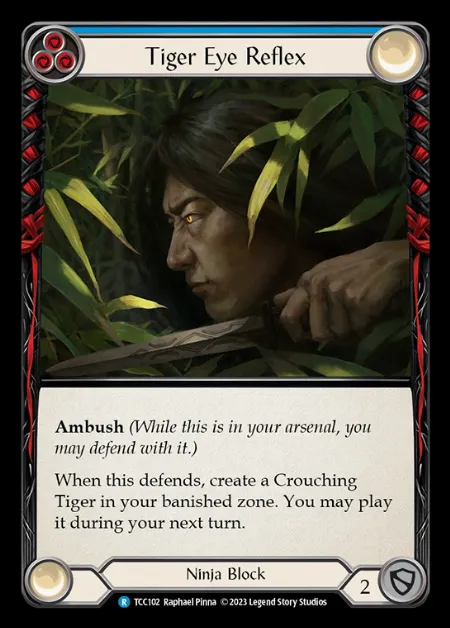 Tiger Eye Reflex
Ambush (While this is in your arsenal, you
may defend with it.)
When this defends, create a Crouching
Tiger in your banished zone. You may play
it during your next turn.
Ninja Block
2
R TCC102 Raphael Pinna © 2023 Legend Story Studios